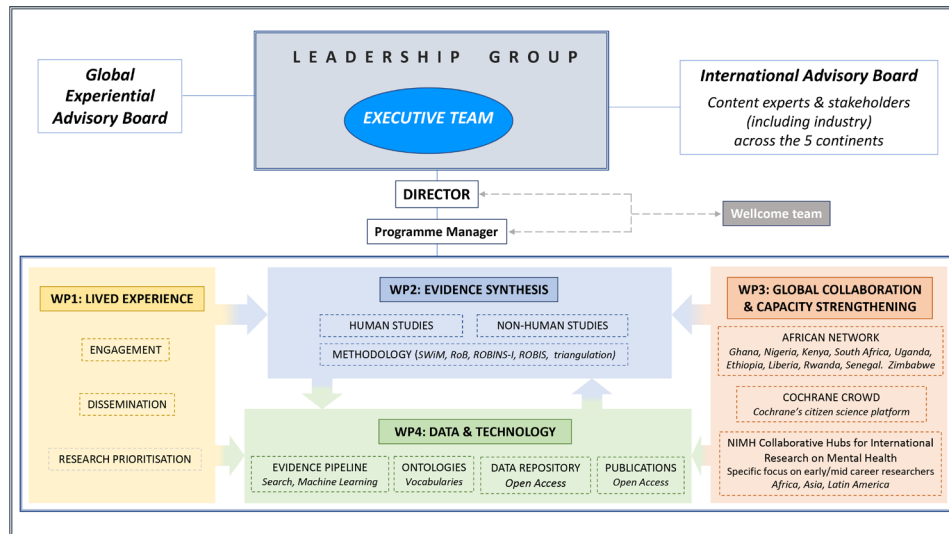 LEADERSHIP GROUP
Global
Experiential
Advisory Board
EXECUTIVE TEAM
International Advisory Board
Content experts & stakeholders
(including industry)
across the 5 continents
DIRECTOR
Programme Manager
Wellcome team
WP1: LIVED EXPERIENCE
ENGAGEMENT
DISSEMINATION
RESEARCH PRIORITISATION
WP2: EVIDENCE SYNTHESIS
HUMAN STUDIES
NON-HUMAN STUDIES
METHODOLOGY (SWiM, RoB, ROBINS-I, ROBIS, triangulation)
WP4: DATA & TECHNOLOGY
EVIDENCE PIPELINE
Search, Machine Learning
ONTOLOGIES
Vocabularies
DATA REPOSITORY
Open Access
PUBLICATIONS
Open Access
WP3: GLOBAL COLLABORATION
& CAPACITY STRENGTHENING
AFRICAN NETWORK
Ghana, Nigeria, Kenya, South Africa, Uganda,
Ethiopia, Liberia, Rwanda, Senegal. Zimbabwe
COCHRANE CROWD
Cochrane's citizen science platform
NIMH Collaborative Hubs for International
Research on Mental Health
Specific focus on early/mid career researchers
Africa, Asia, Latin America